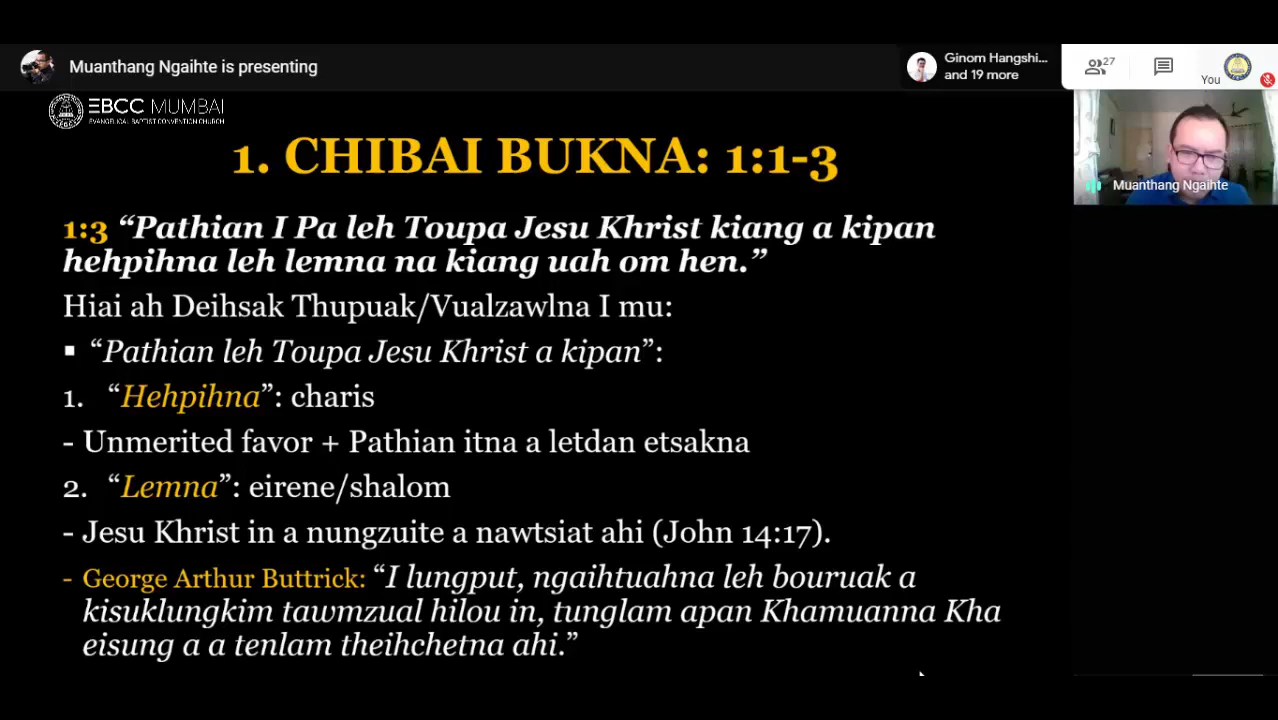 Muanthang Ngaihte is presenting
Ginom Hangshi...
and 19 more
27
You
EBCC MUMBAI
EVANGELICAL BAPTIST CONVENTION CHURCH
Muanthang Ngaihte
1. CHIBAI BUKNA: 1:1-3
1:3 “Pathian I Pa leh Toupa Jesu Khrist kiang a kipan
hehpihna leh lemna na kiang uah om hen.”
Hiai ah Deihsak Thupuak/Vualzawlna I mu:
▪ “Pathian leh Toupa Jesu Khrist a kipan”:
1. “Hehpihna”: charis
- Unmerited favor + Pathian itna a letdan etsakna
2. “Lemna”: eirene/shalom
- Jesu Khrist in a nungzuite a nawtsiat ahi (John 14:17).
- George Arthur Buttrick: “I lungput, ngaihtuahna leh bouruak a
kisuklungkim tawmzual hilou in, tunglam apan Khamuanna Kha
eisung a a tenlam theihchetna ahi.”